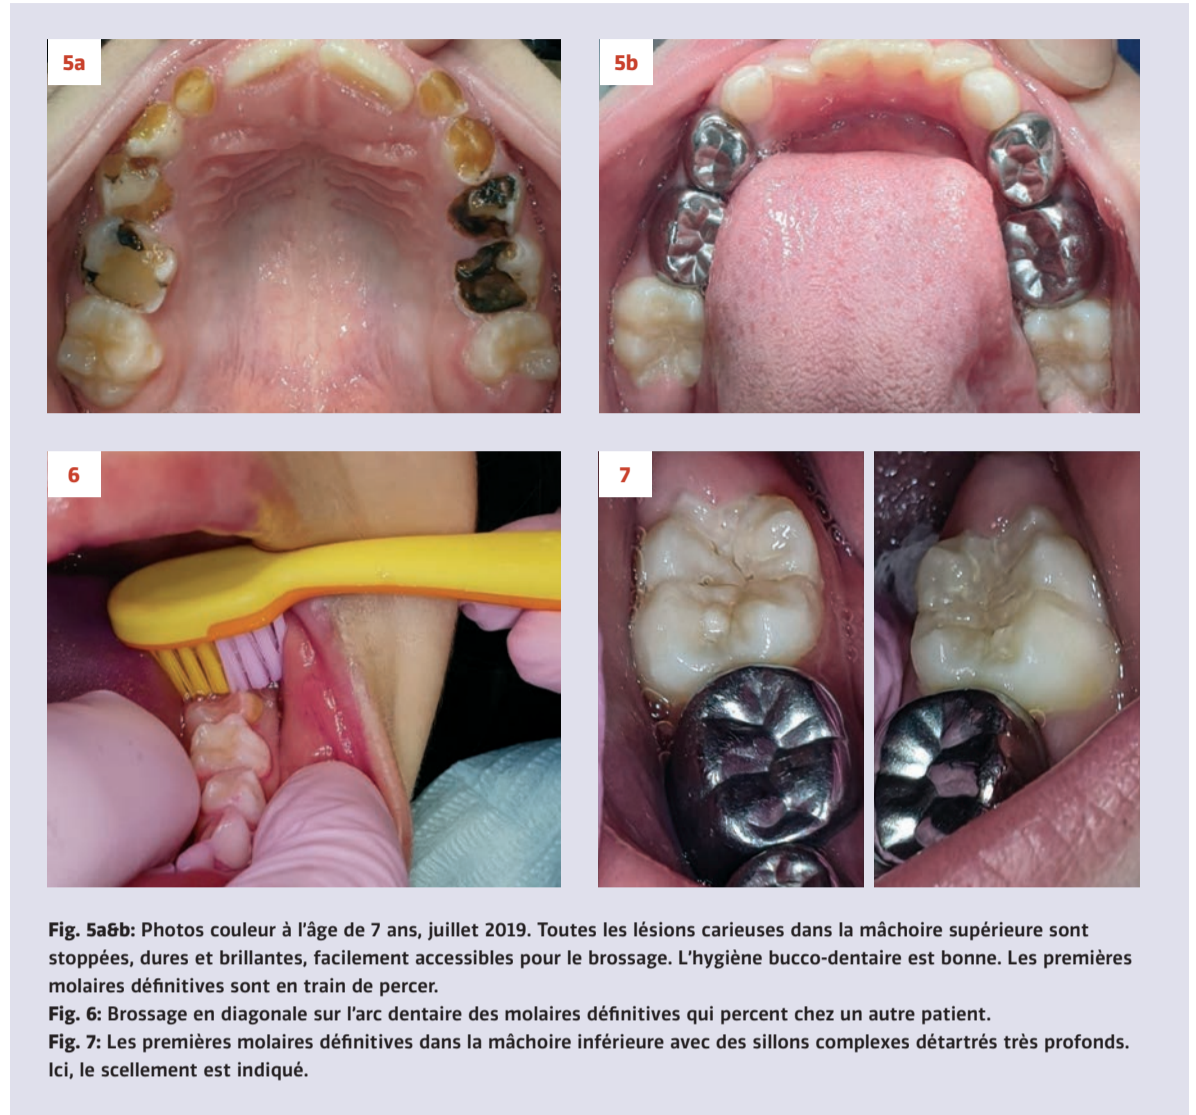 5a
5b
6
7
Fig. 5a&b: Photos couleur à l'âge de 7 ans, juillet 2019. Toutes les lésions carieuses dans la mâchoire supérieure sont
stoppées, dures et brillantes, facilement accessibles pour le brossage. L'hygiène bucco-dentaire est bonne. Les premières
molaires définitives sont en train de percer.
Fig. 6: Brossage en diagonale sur l'arc dentaire des molaires définitives qui percent chez un autre patient.
Fig. 7: Les premières molaires définitives dans la mâchoire inférieure avec des sillons complexes détartrés très profonds.
Ici, le scellement est indiqué.